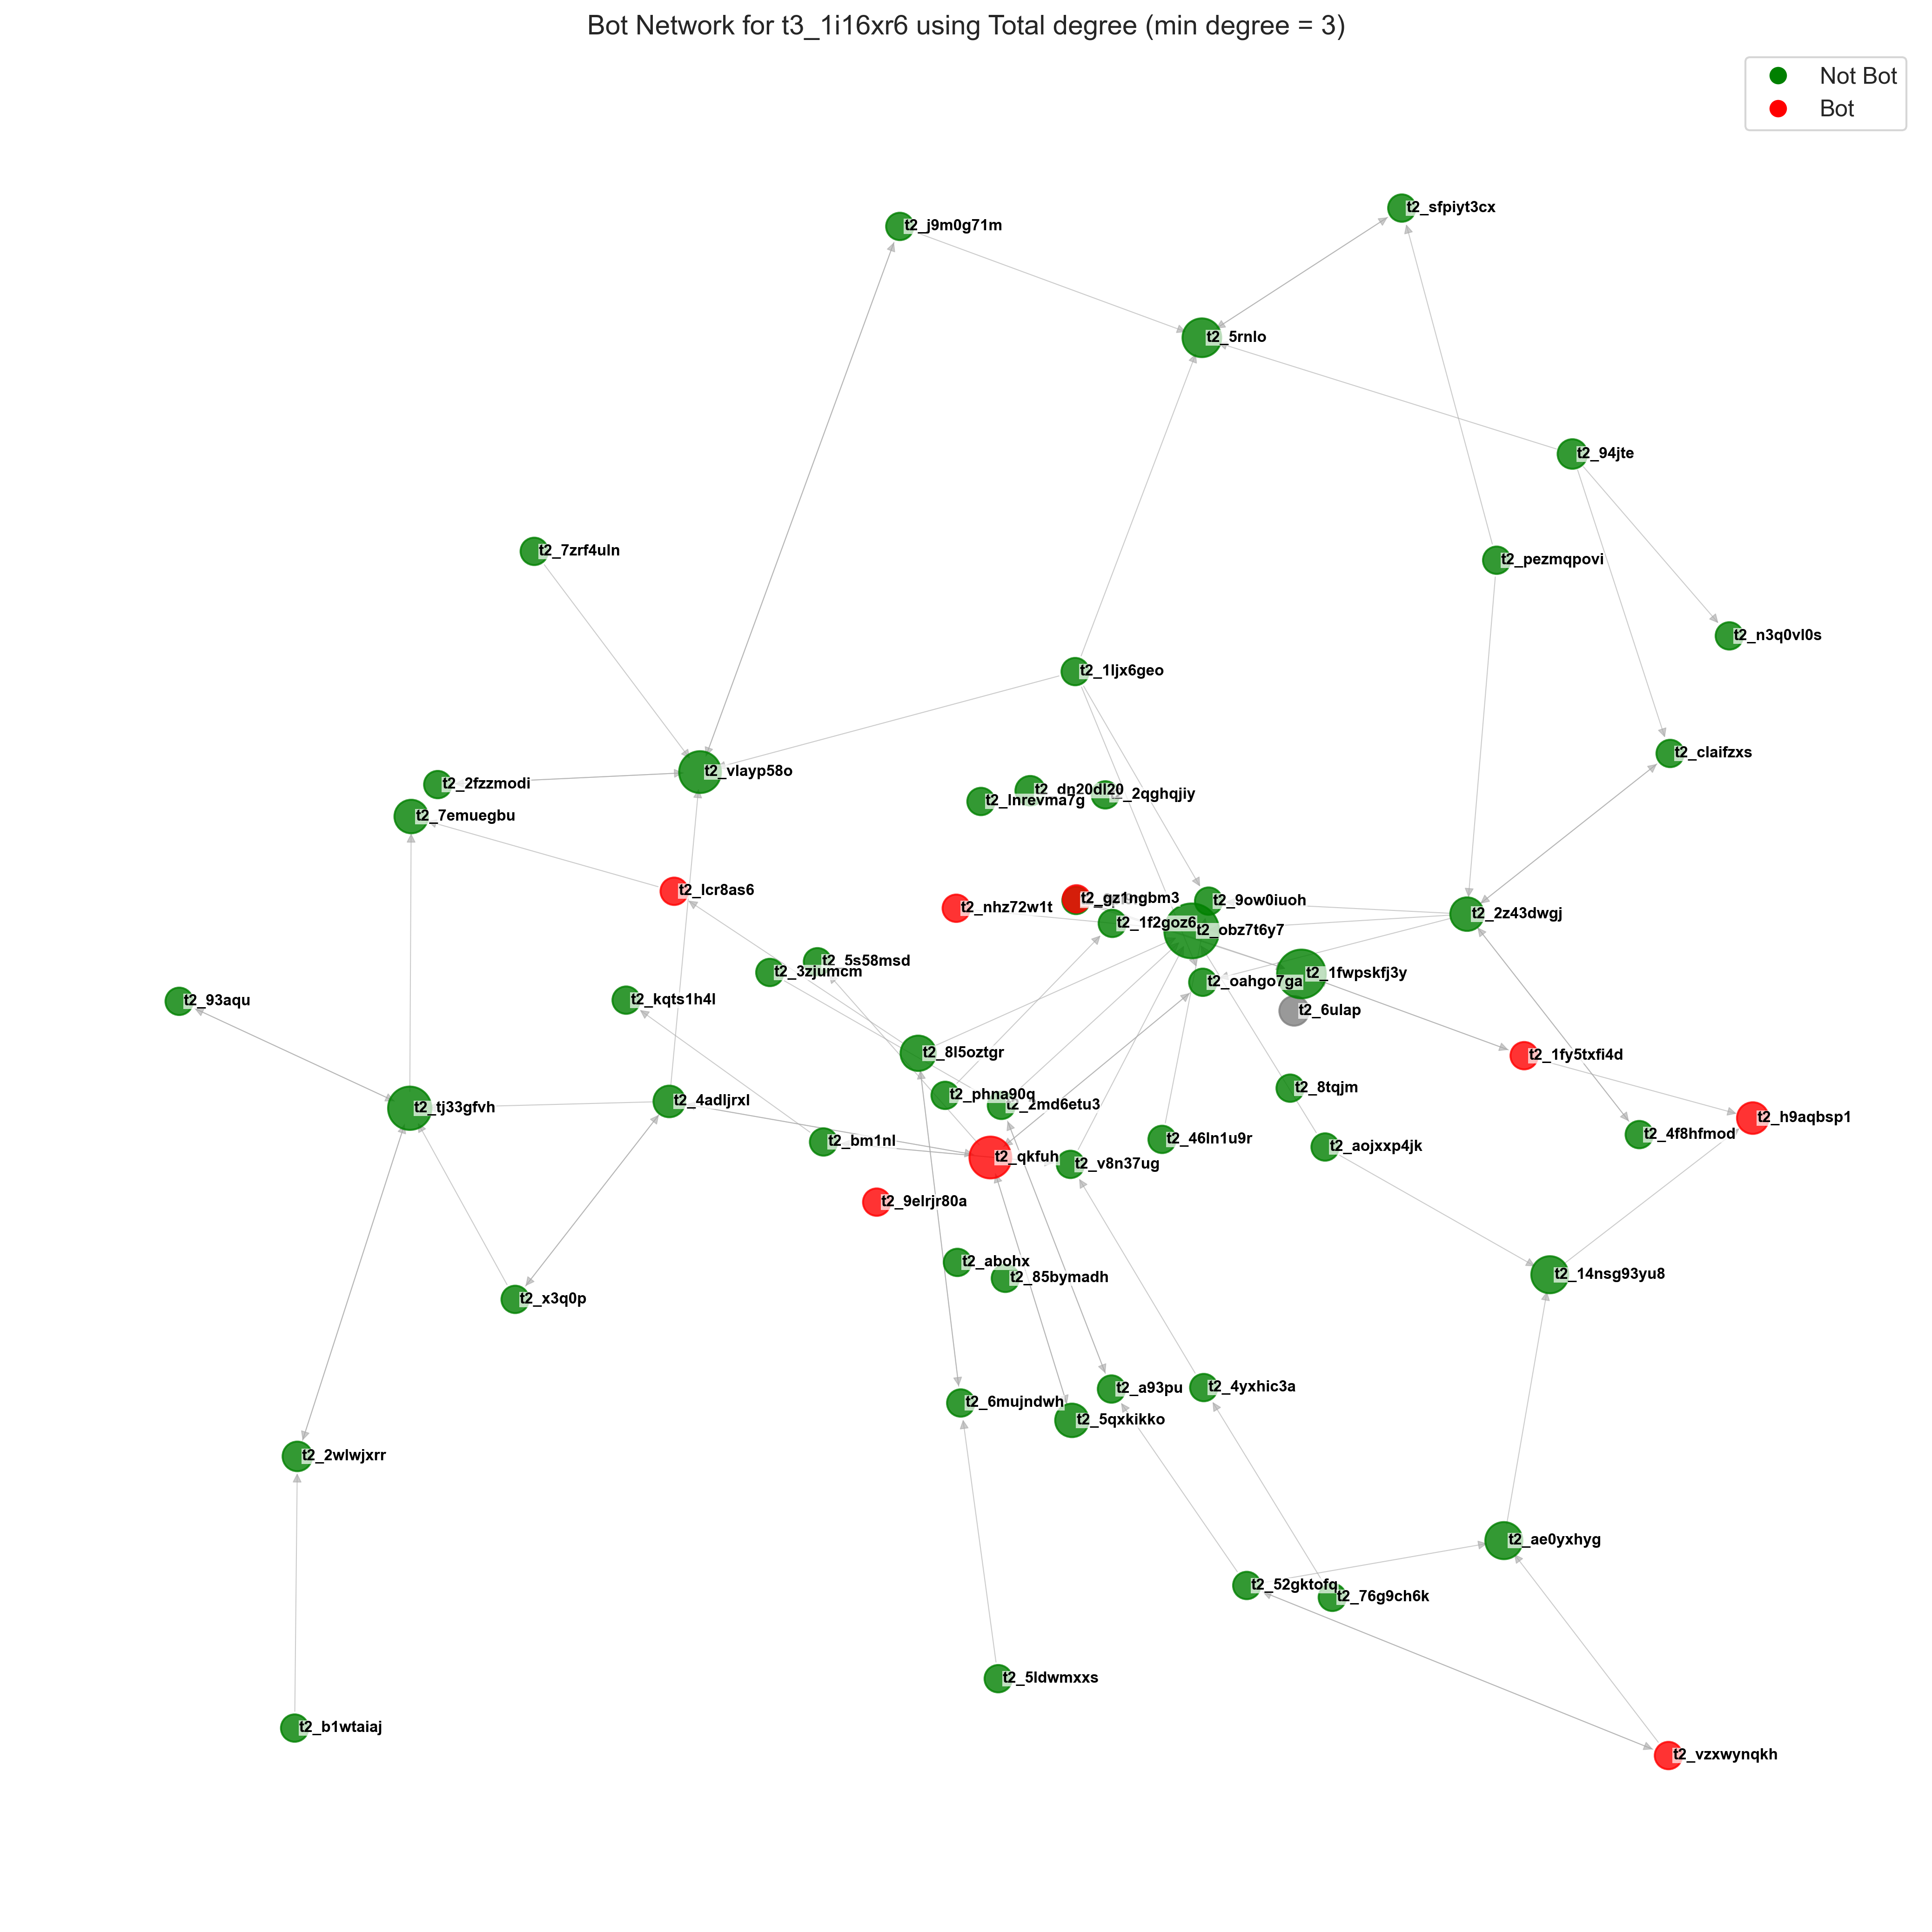 Bot Network for t3_1i16xr6 using Total degree (min degree = 3)
Not Bot
Bot
t2_sfpiyt3cx
t2_j9m0g71m
t2_5rnlo
t2_94jte
t2_7zrf4uln
t2_pezmqpovi
t2_n3q0vl0s
t2_1ljx6geo
t2_claifzxs
t2_vlayp58o
t2_2fzzmodi
t2_dn20dl20
t2_2qghqjiy
t2_lnrevma7g
t2_7emuegbu
t2_lcr8as6
t2_gz1ngbm3
t2_9ow0iuoh
t2_nhz72w1t
t2_2z43dwgj
t2_1f2goz6
t2_obz7t6y7
t2_5s58msd
t2_3zjumcm
t2_1fwpskfj3y
t2_oahgo7ga
t2_93aqu
t2_kqts1h4l
t2_6ulap
t2_8l5oztgr
t2_1fy5txfi4d
t2_8tqjm
t2_phna90q
t2_4adljrxl
t2_2md6etu3
t2_tj33gfvh
t2_h9aqbsp1
t2_4f8hfmod
t2_46ln1u9r
t2_bm1nl
t2_aojxxp4jk
t2_qkfuh
t2_v8n37ug
t2_9elrjr80a
t2_abohx
t2_14nsg93yu8
t2_85bymadh
t2_x3q0p
t2_4yxhic3a
t2_a93pu
t2_6mujndwh
t2_5qxkikko
t2_2wlwjxrr
t2_ae0yxhyg
t2_52gktofq
t2_76g9ch6k
t2_5ldwmxxs
t2_b1wtaiaj
t2_vzxwynqkh